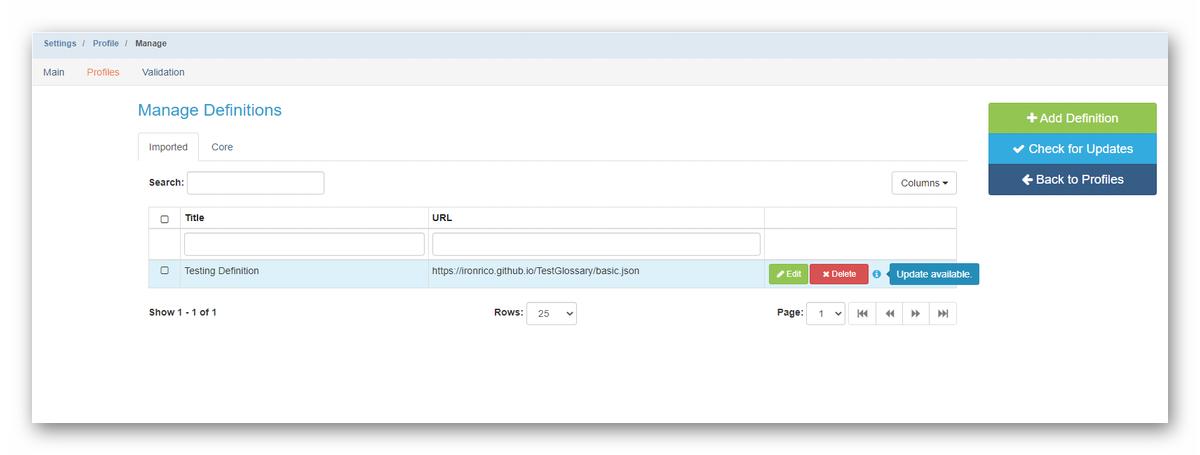 Settings / Profile / Manage
Main Profiles Validation
Manage Definitions
Add Definition
Check for Updates
Back to Profiles
Imported Core
Search:
Columns
Title URL
Testing Definition https://ironrico.github.io/TestGlossary/basic.json Edit Delete Update available.
Show 1 - 1 of 1 Rows: 25 Page: 1